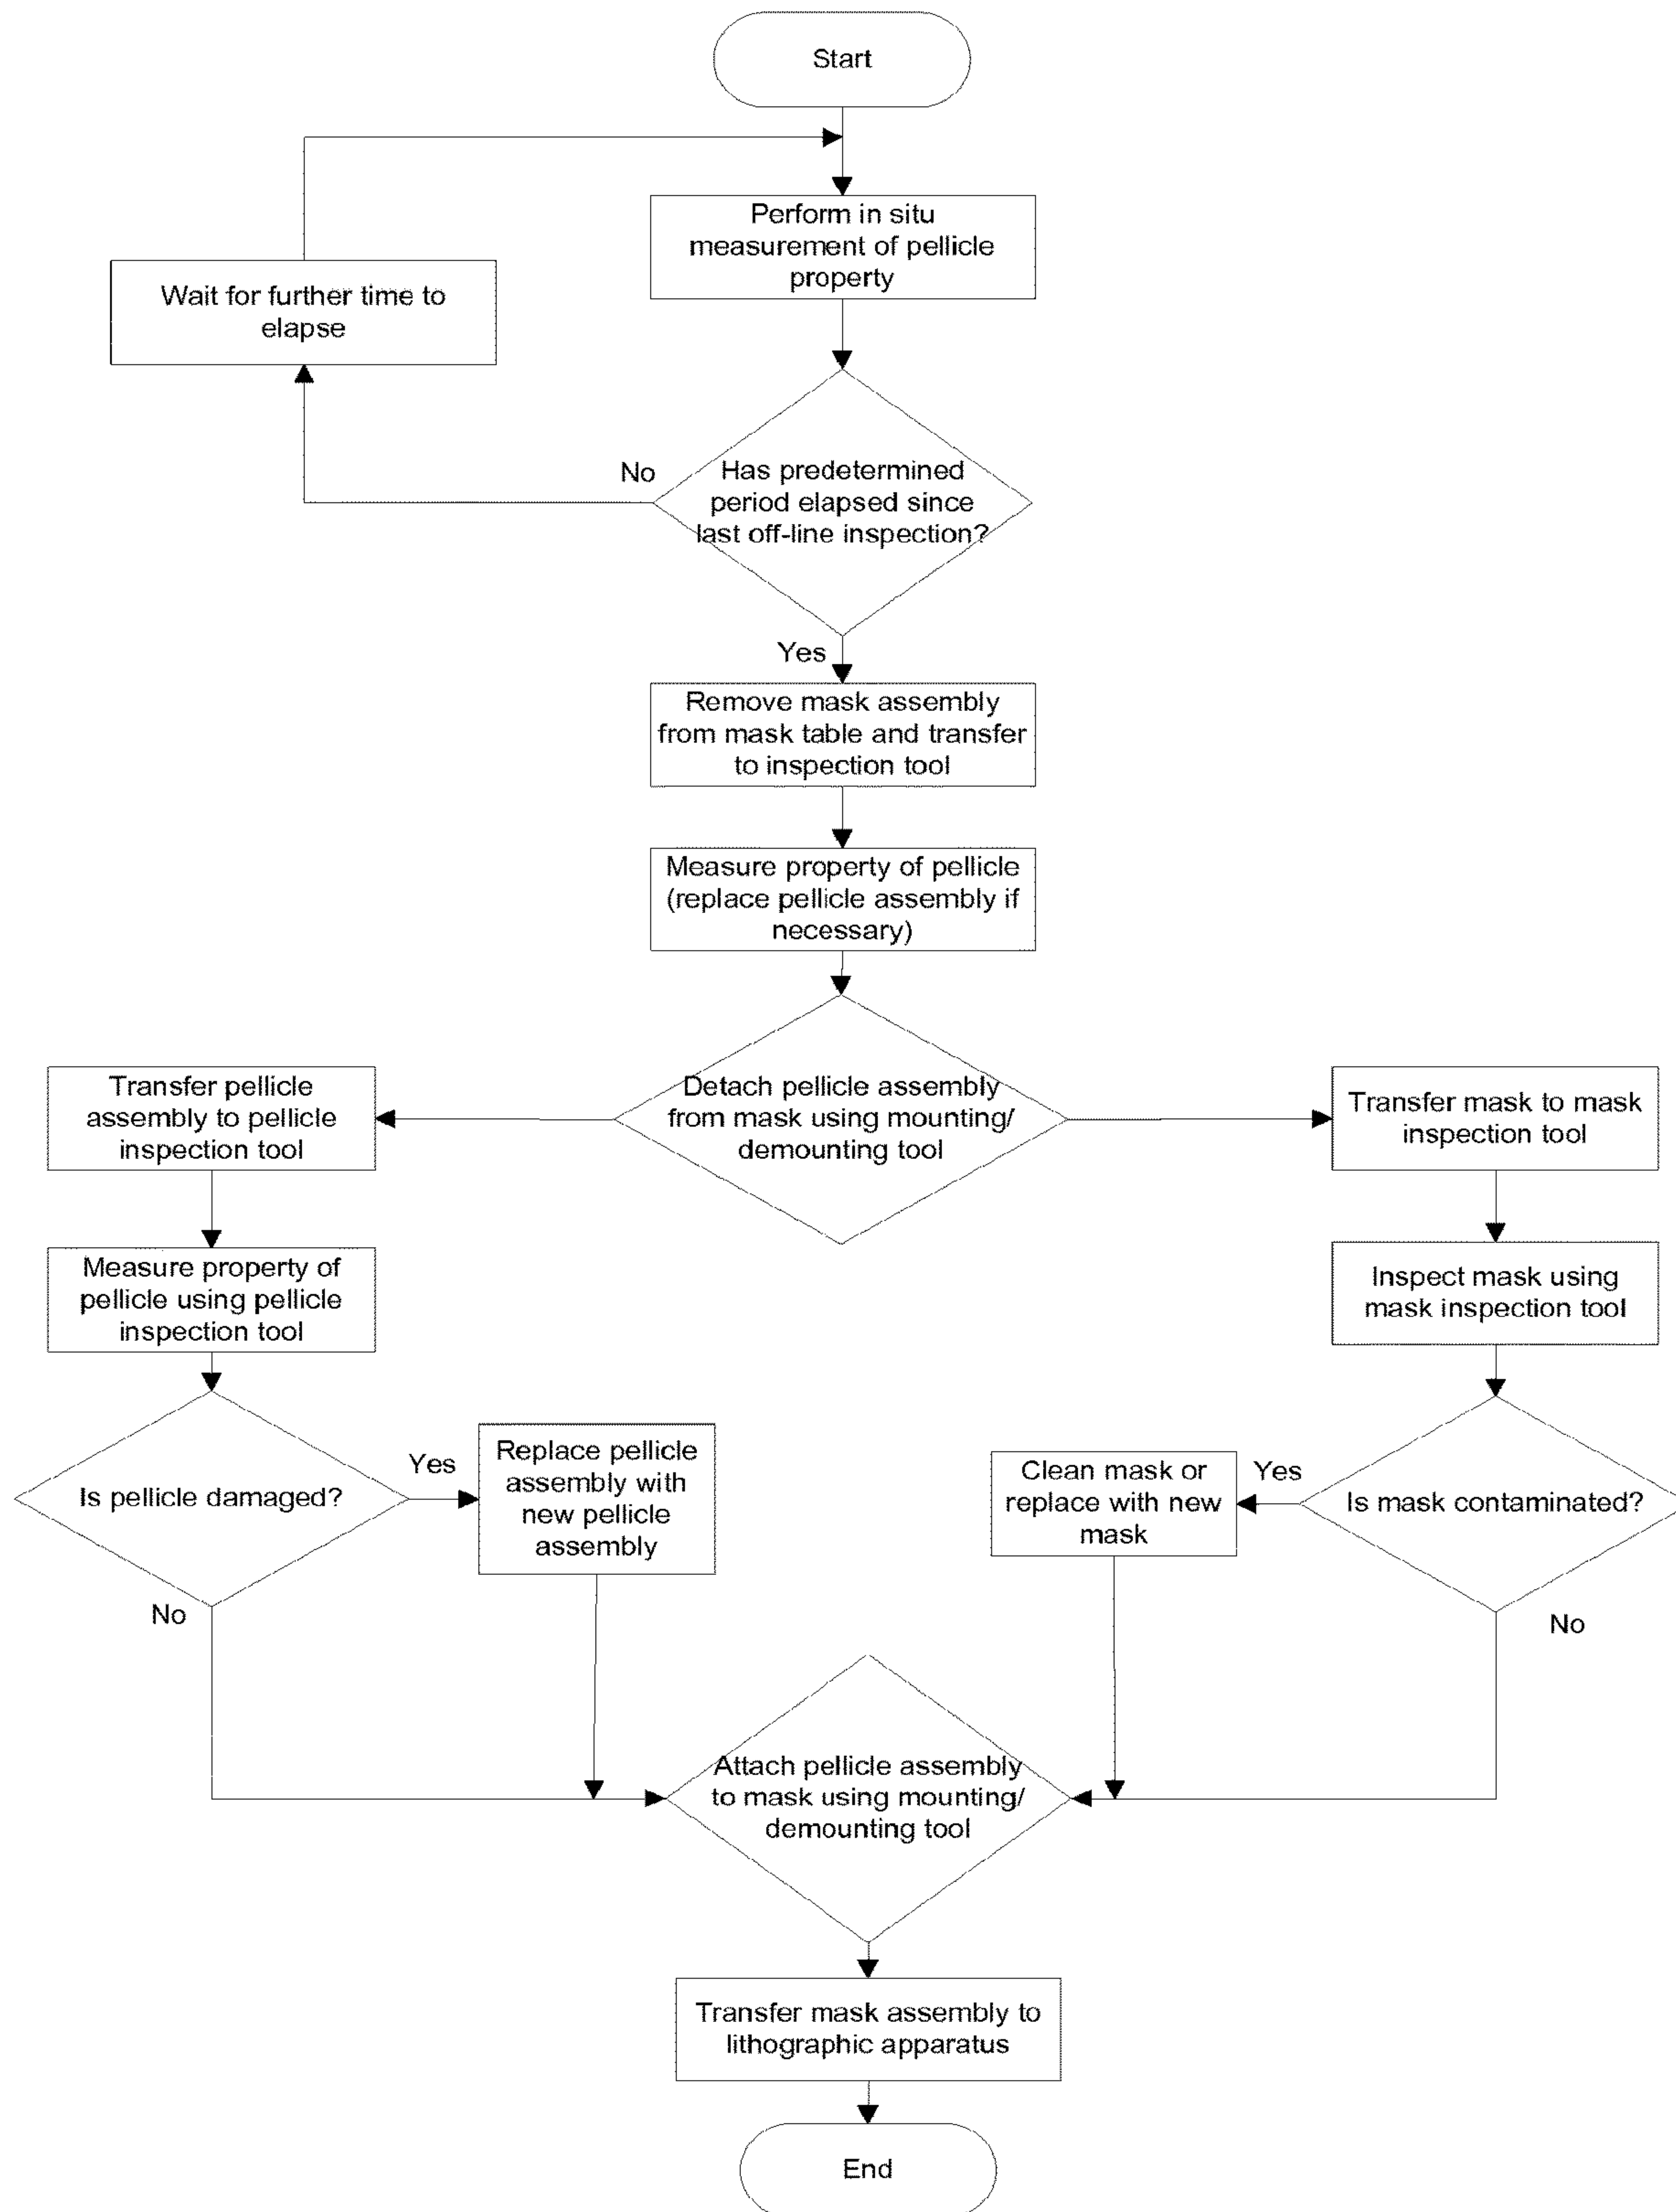 Start
Perform in situ
measurement of pellicle
property
Wait for further time to
elapse
No
Has predetermined
period elapsed since
last off-line inspection?
Yes
Remove mask assembly
from mask table and transfer
to inspection tool
Measure property of pellicle
(replace pellicle assembly if
necessary)
Detach pellicle assembly
from mask using mounting/
demounting tool
Transfer pellicle
assembly to pellicle
inspection tool
Transfer mask to mask
inspection tool
Measure property of
pellicle using pellicle
inspection tool
Inspect mask using
mask inspection tool
Is pellicle damaged?
Yes
Replace pellicle
assembly with
new pellicle
assembly
Clean mask or
replace with new
mask
Yes
Is mask contaminated?
No
No
Attach pellicle assembly
to mask using mounting/
demounting tool
Transfer mask assembly to
lithographic apparatus
End